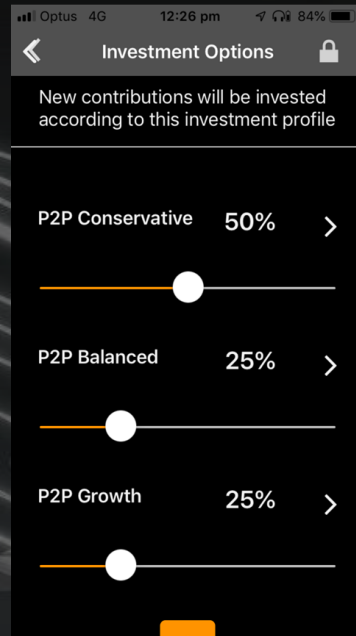 Optus 4G 12:26 pm 84%
Investment Options
New contributions will be invested
according to this investment profile
P2P Conservative 50%
P2P Balanced 25%
P2P Growth 25%